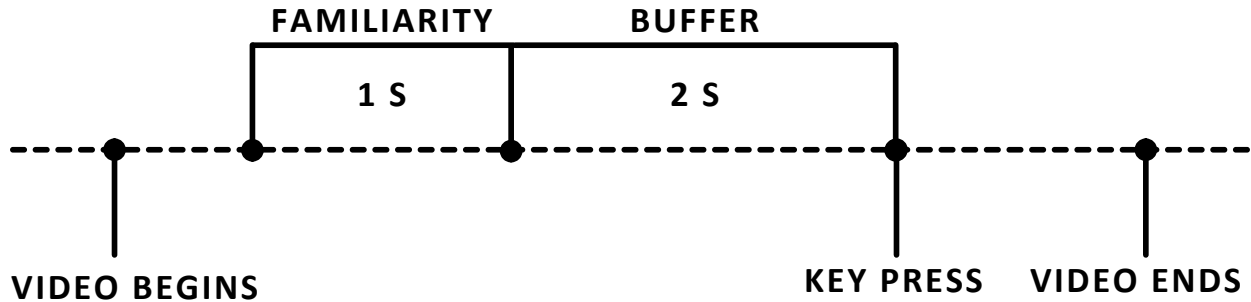 FAMILIARITY BUFFER
1 S 2 S
VIDEO BEGINS KEY PRESS VIDEO ENDS